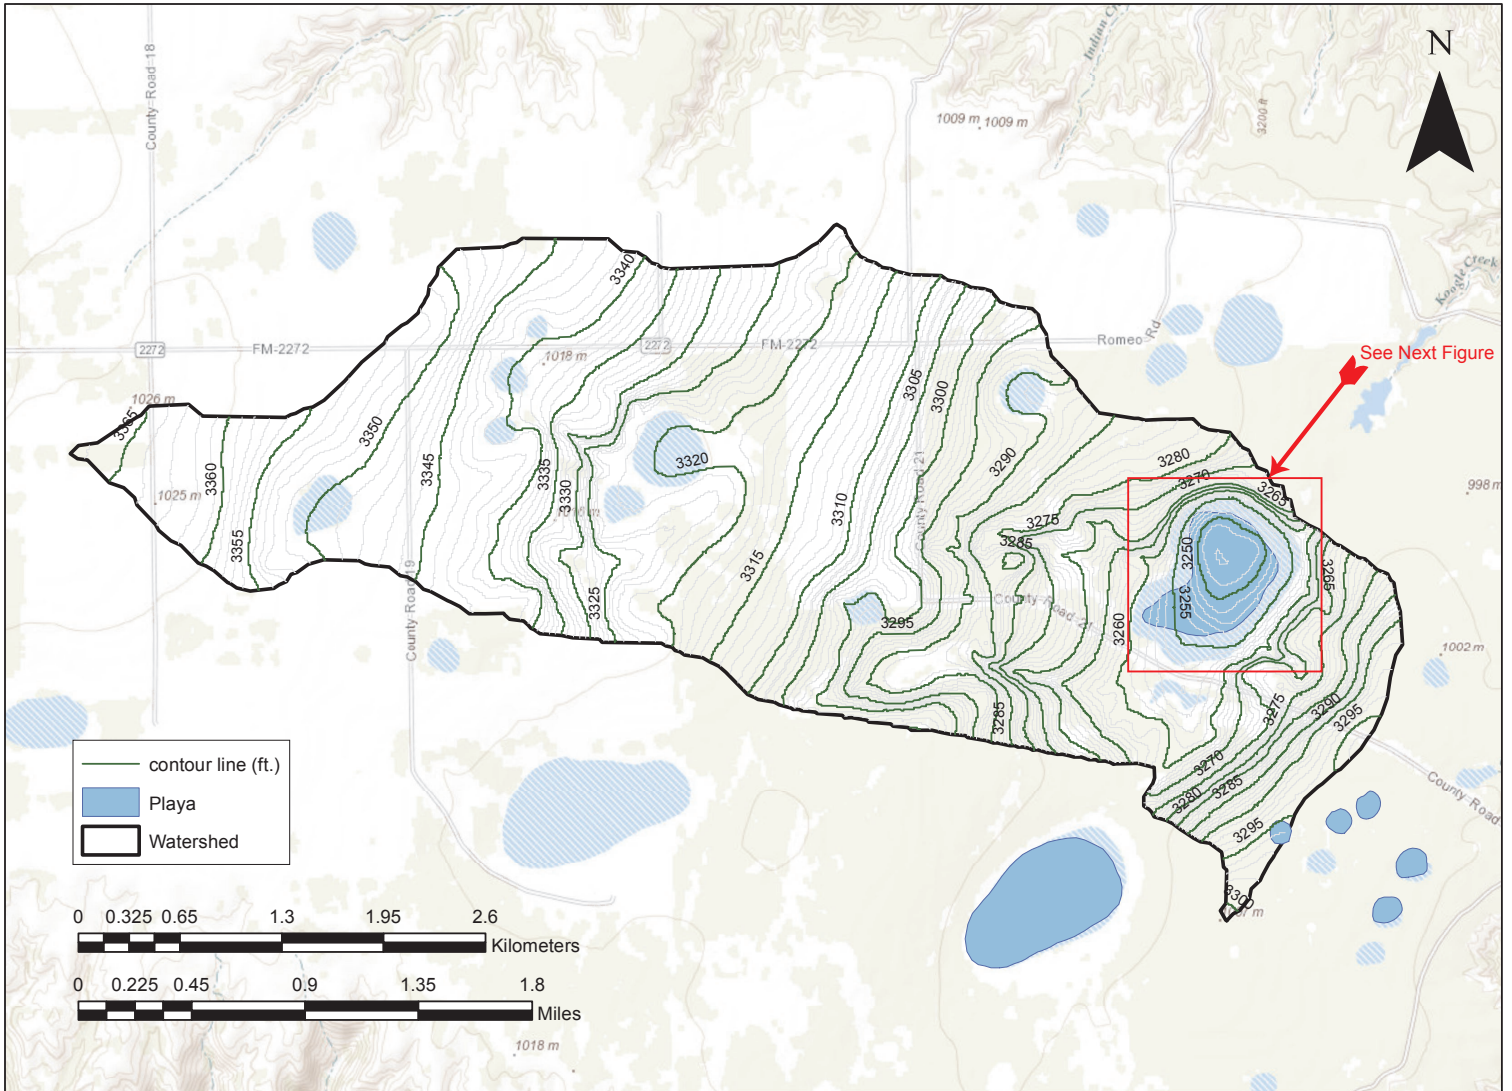 County Road 18
Indian Cr
N
1009 m
1009 m
3200 ft
Koogle Creek
3340
2272
FM-2272
2272
FM-2272
Romeo Rd
See Next Figure
1018 m
1026 m
3365
3350
3305
3300
3360
3345
3335
3330
3320
3290
3280
3270
3265
998 m
1025 m
3310
County Road 21
3275
3285
3355
3250
3265
3315
County Road 19
3325
3255
County Road 21
3295
3260
1002 m
3285
3275
3290
3295
3270
3280
3285
County Road
3295
3300
contour line (ft.)
Playa
Watershed
0 0.325 0.65 1.3 1.95 2.6
Kilometers
0 0.225 0.45 0.9 1.35 1.8
Miles
1018 m